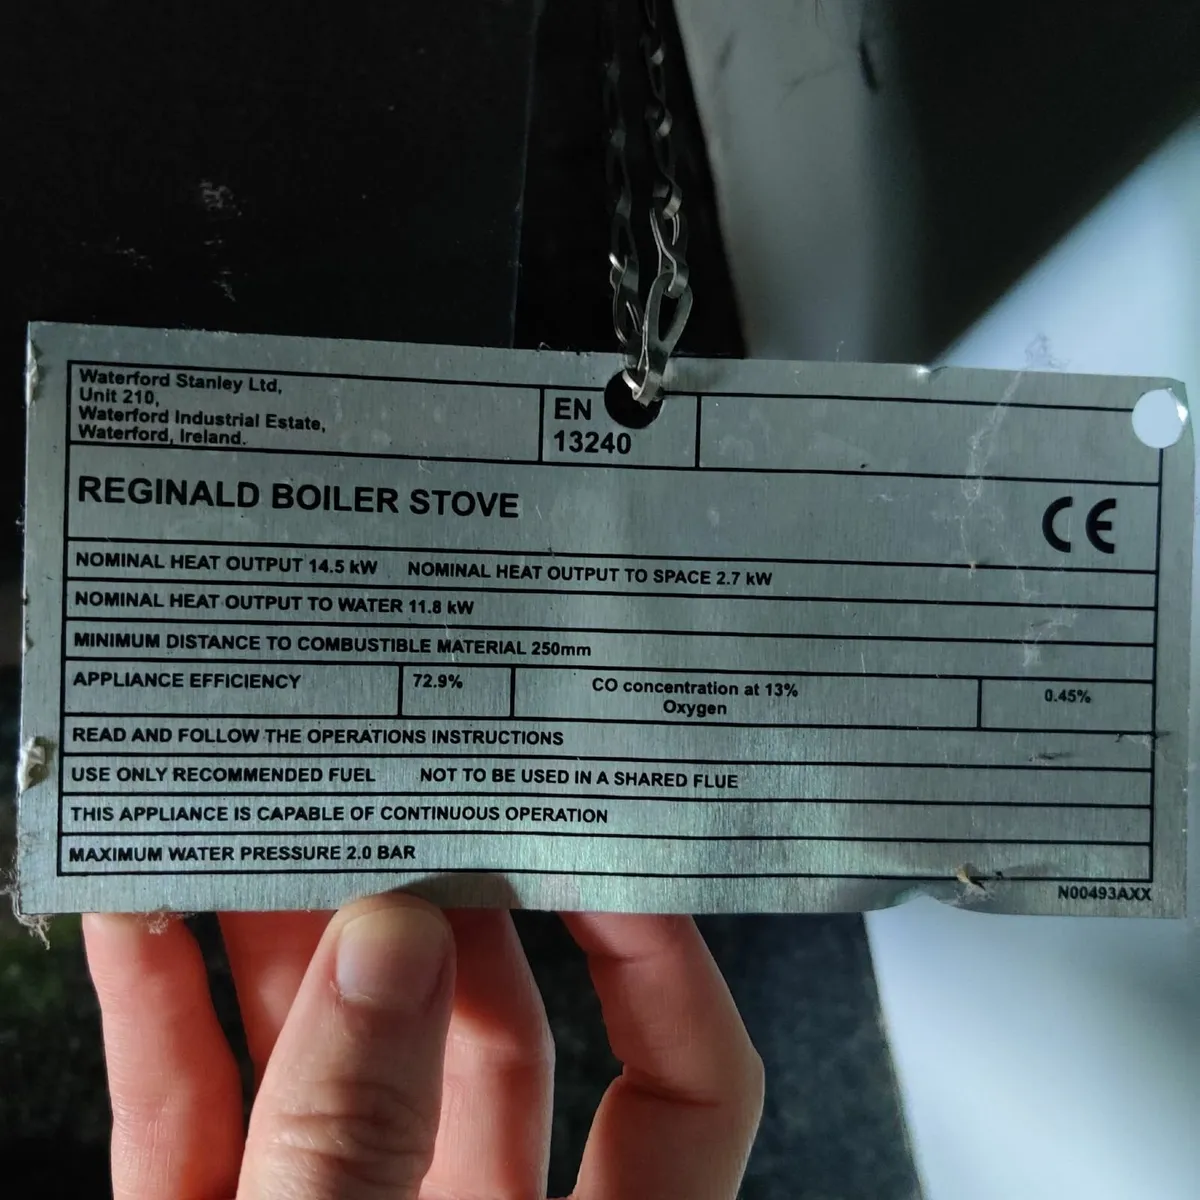 Waterford Stanley Ltd,
Unit 210,
Waterford Industrial Estate,
Waterford, Ireland.
EN
13240
REGINALD BOILER STOVE
CE
NOMINAL HEAT OUTPUT 14.5 kW NOMINAL HEAT OUTPUT TO SPACE 2.7 kW
NOMINAL HEAT OUTPUT TO WATER 11.8 kW
MINIMUM DISTANCE TO COMBUSTIBLE MATERIAL 250mm
APPLIANCE EFFICIENCY 72.9% CO concentration at 13% 0.45%
Oxygen
READ AND FOLLOW THE OPERATIONS INSTRUCTIONS
USE ONLY RECOMMENDED FUEL NOT TO BE USED IN A SHARED FLUE
THIS APPLIANCE IS CAPABLE OF CONTINUOUS OPERATION
MAXIMUM WATER PRESSURE 2.0 BAR
N00493AXX